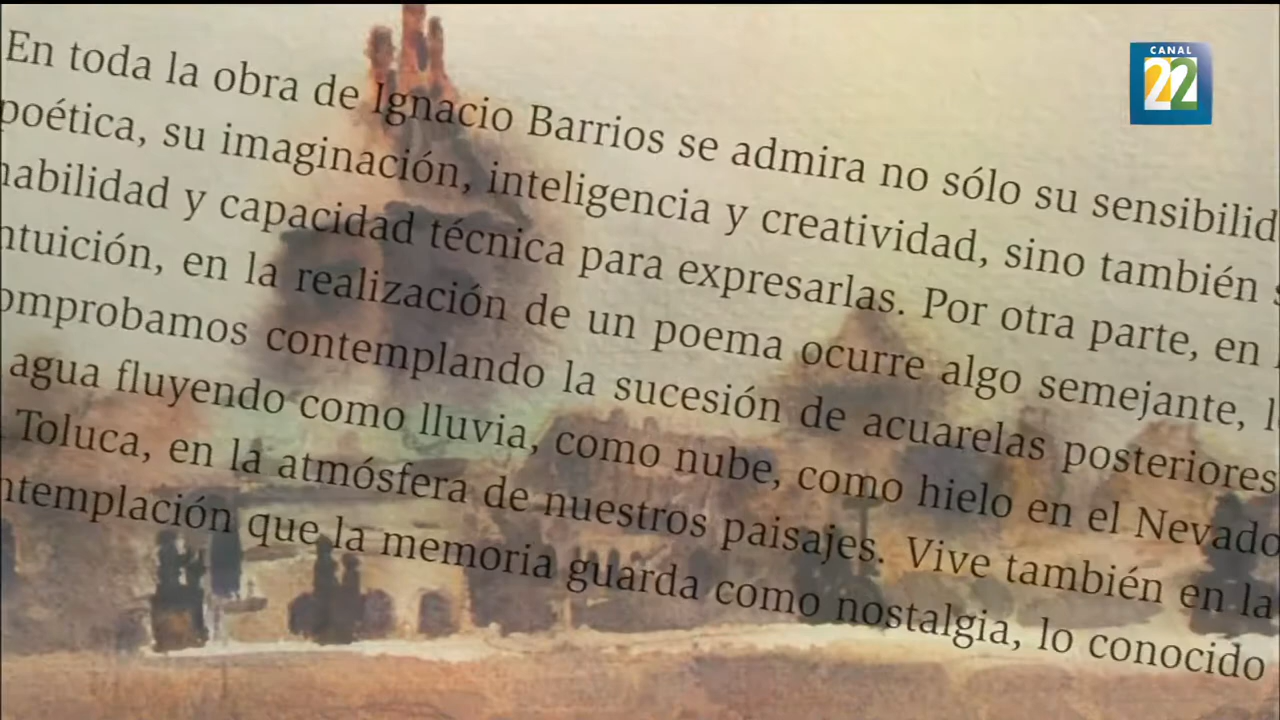 CANAL
22
En toda la obra de Ignacio Barrios se admira no sólo su sensibilid
poética, su imaginación, inteligencia y creatividad, sino también s
habilidad y capacidad técnica para expresarlas. Por otra parte, en
ntuición, en la realización de un poema ocurre algo semejante, l
omprobamos contemplando la sucesión de acuarelas posteriores
agua fluyendo como lluvia, como nube, como hielo en el Nevado
Toluca, en la atmósfera de nuestros paisajes. Vive también en la
ntemplación que la memoria guarda como nostalgia, lo conocido